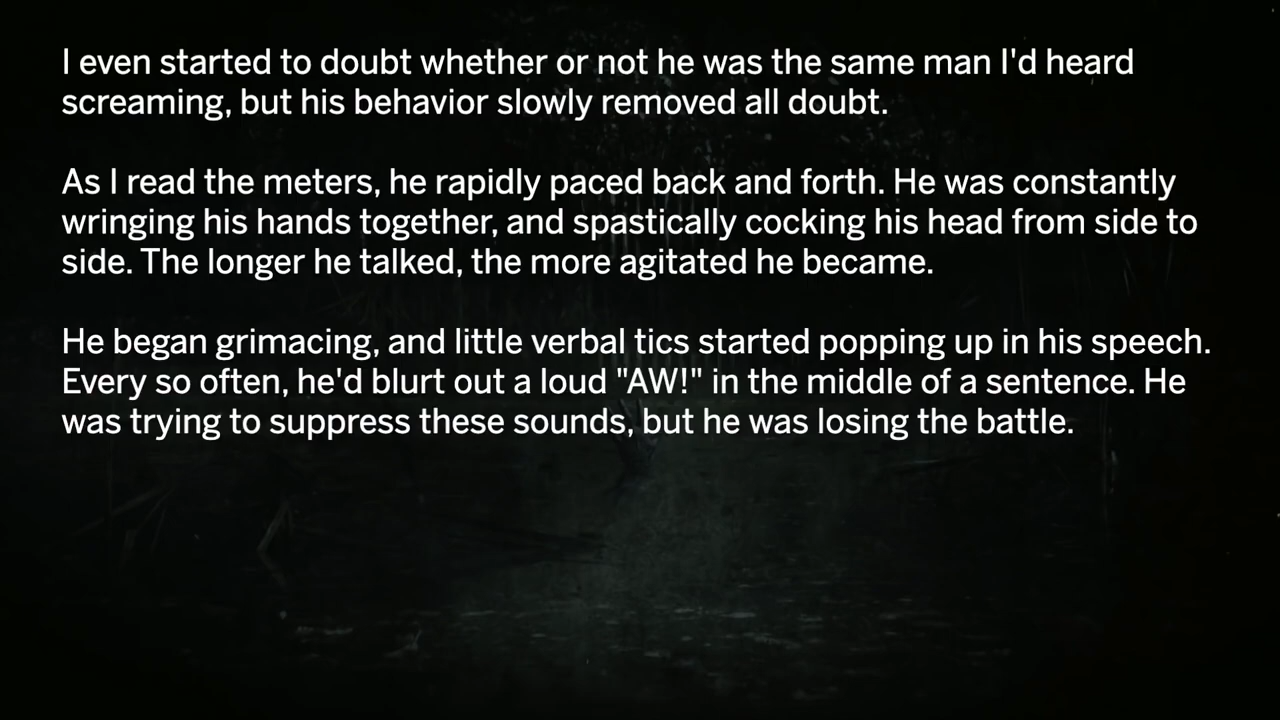 I even started to doubt whether or not he was the same man I'd heard
screaming, but his behavior slowly removed all doubt.
As I read the meters, he rapidly paced back and forth. He was constantly
wringing his hands together, and spastically cocking his head from side to
side. The longer he talked, the more agitated he became.
He began grimacing, and little verbal tics started popping up in his speech.
Every so often, he'd blurt out a loud "AW!" in the middle of a sentence. He
was trying to suppress these sounds, but he was losing the battle.